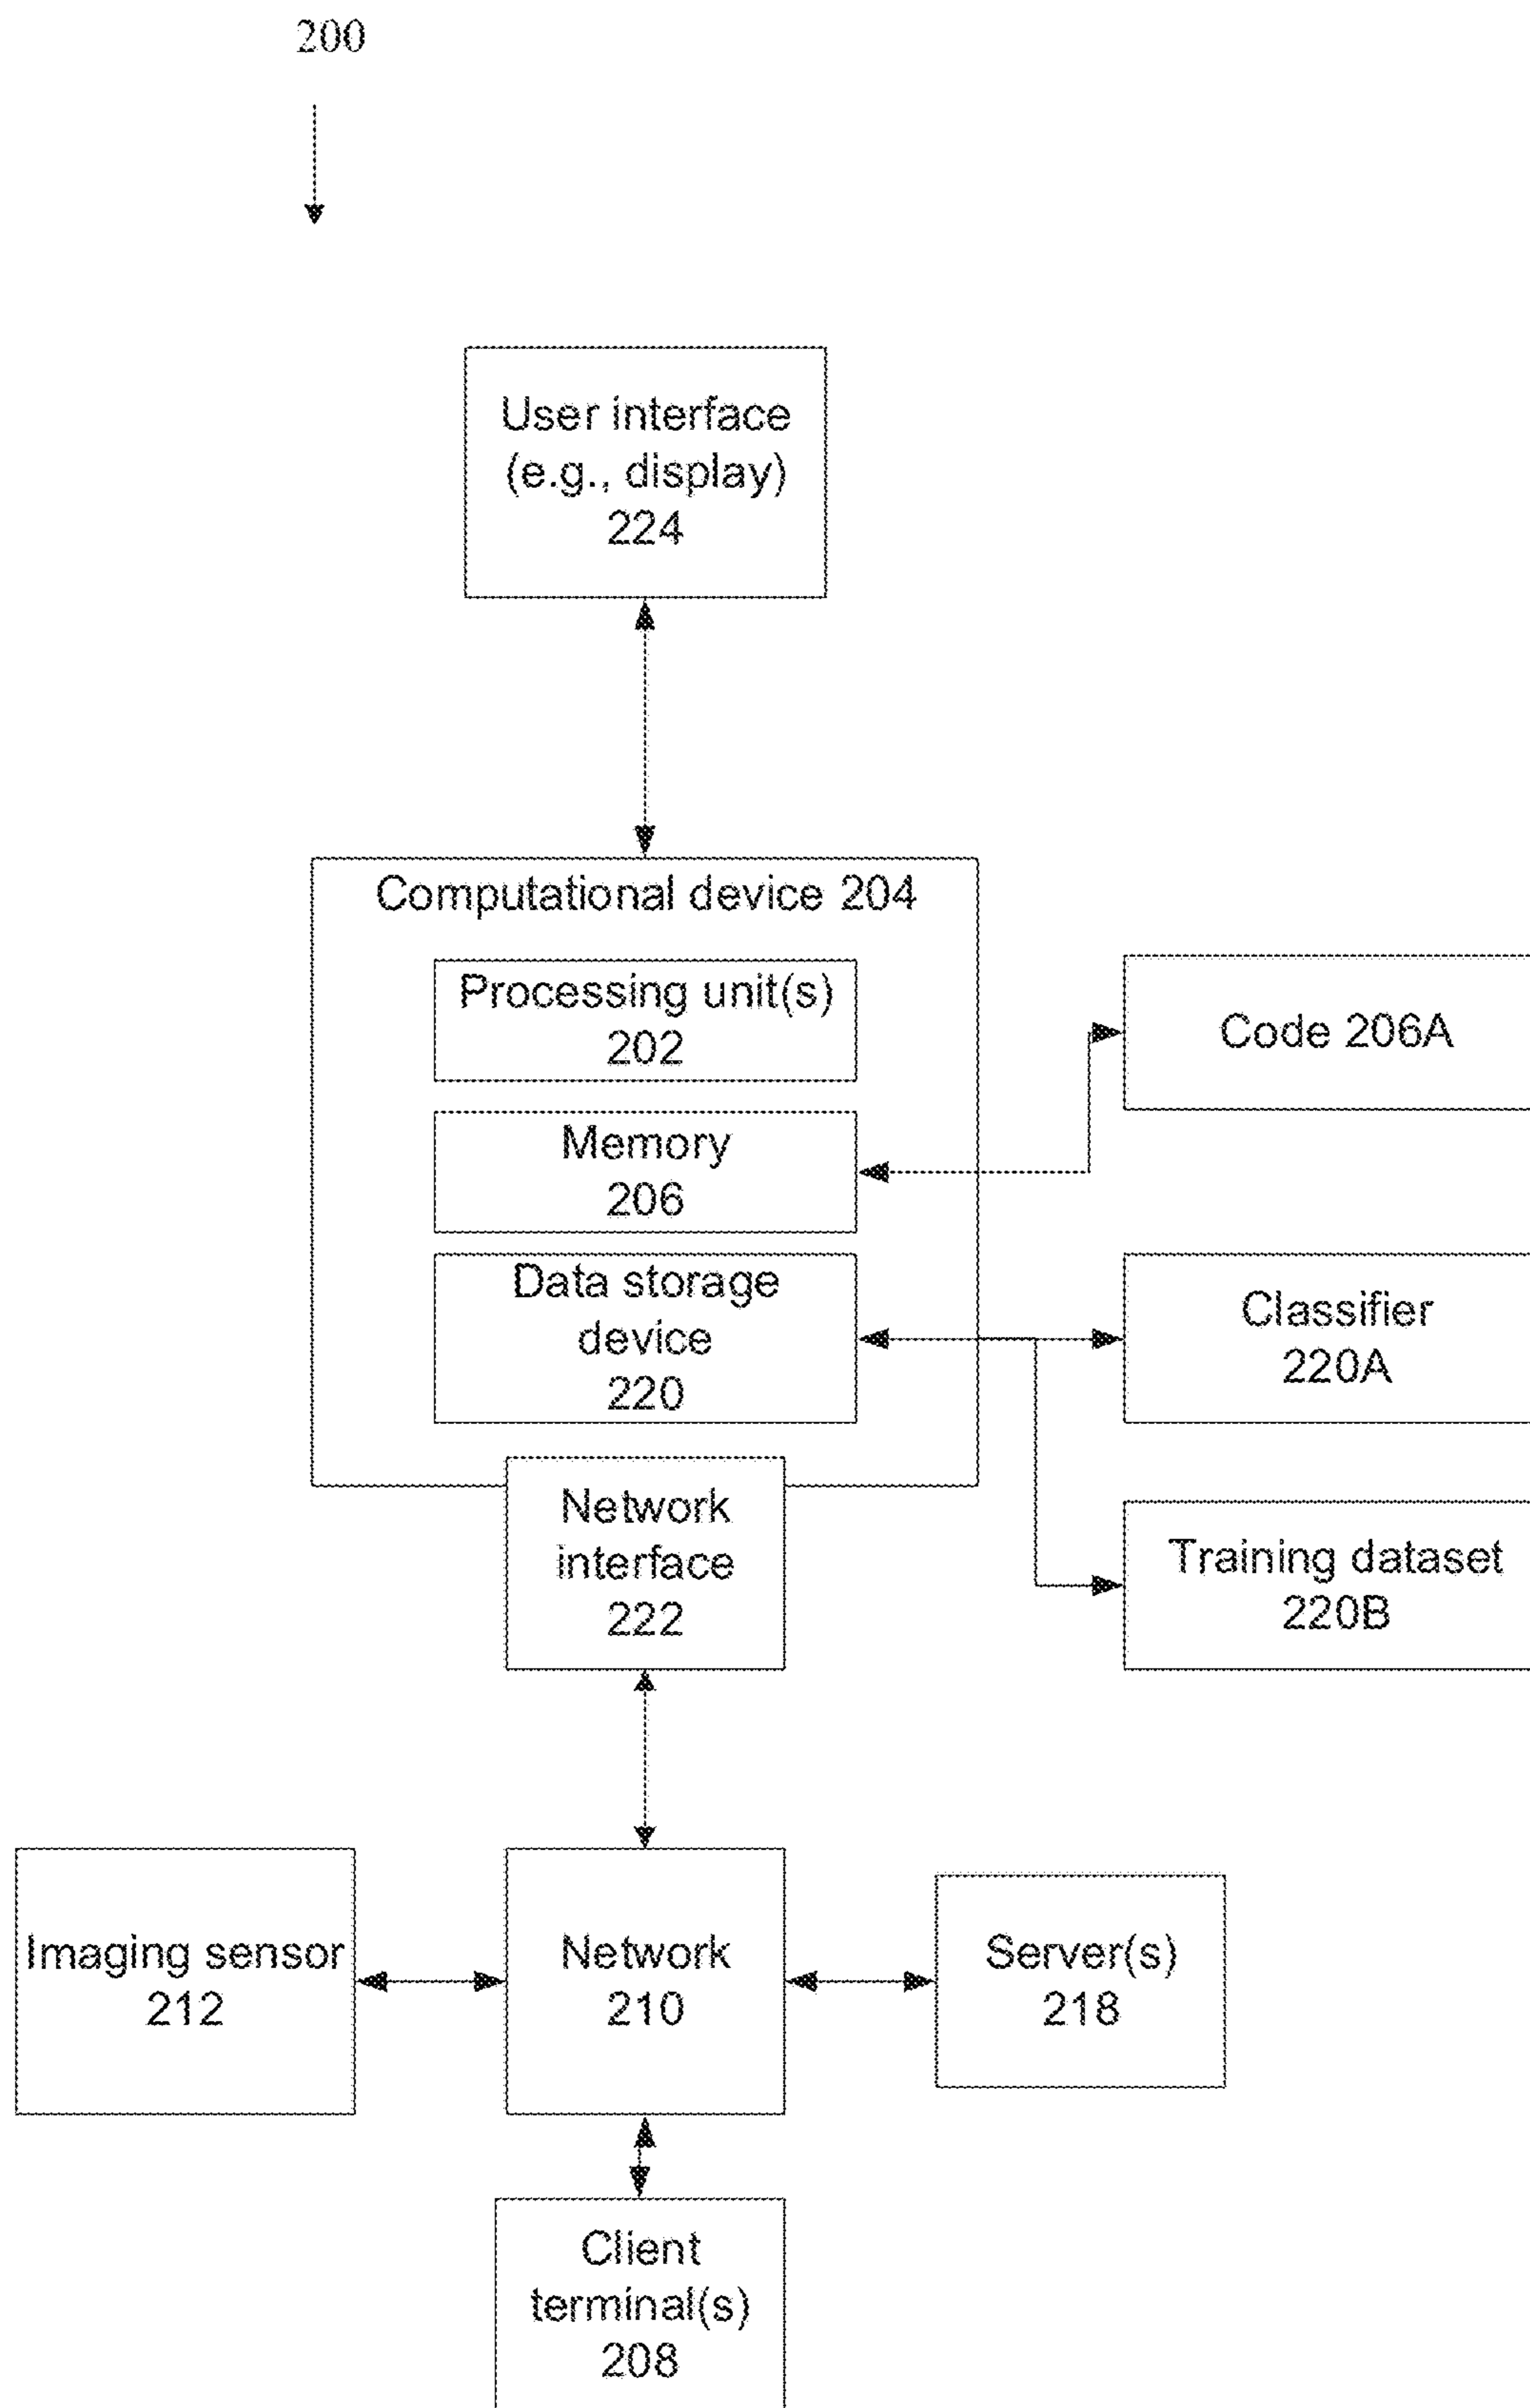 200
User interface
(e.g., display)
224
Computational device 204
Processing unit(s)
202
Memory
206
Data storage
device
220
Network
interface
222
Code 206A
Classifier
220A
Training dataset
220B
Imaging sensor
212
Network
210
Server(s)
218
Client
terminal(s)
208